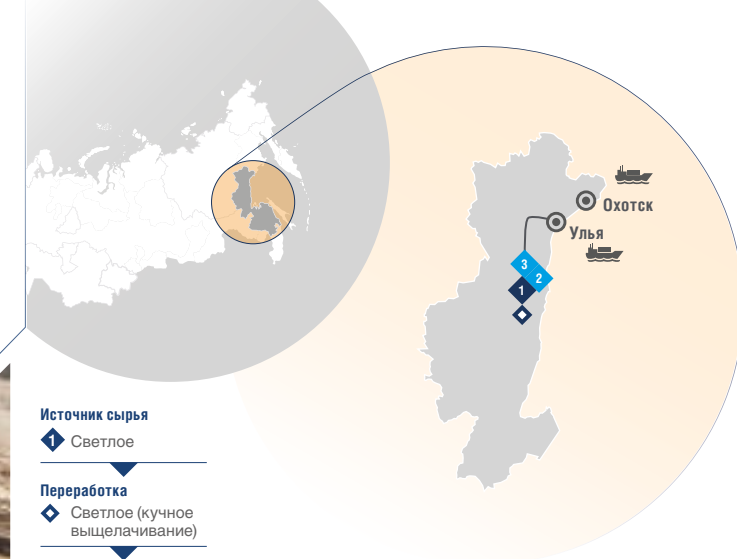 Охотск
Улья
3
2
1
Источник сырья
1 Светлое
Переработка
Светлое (кучное
выщелачивание)